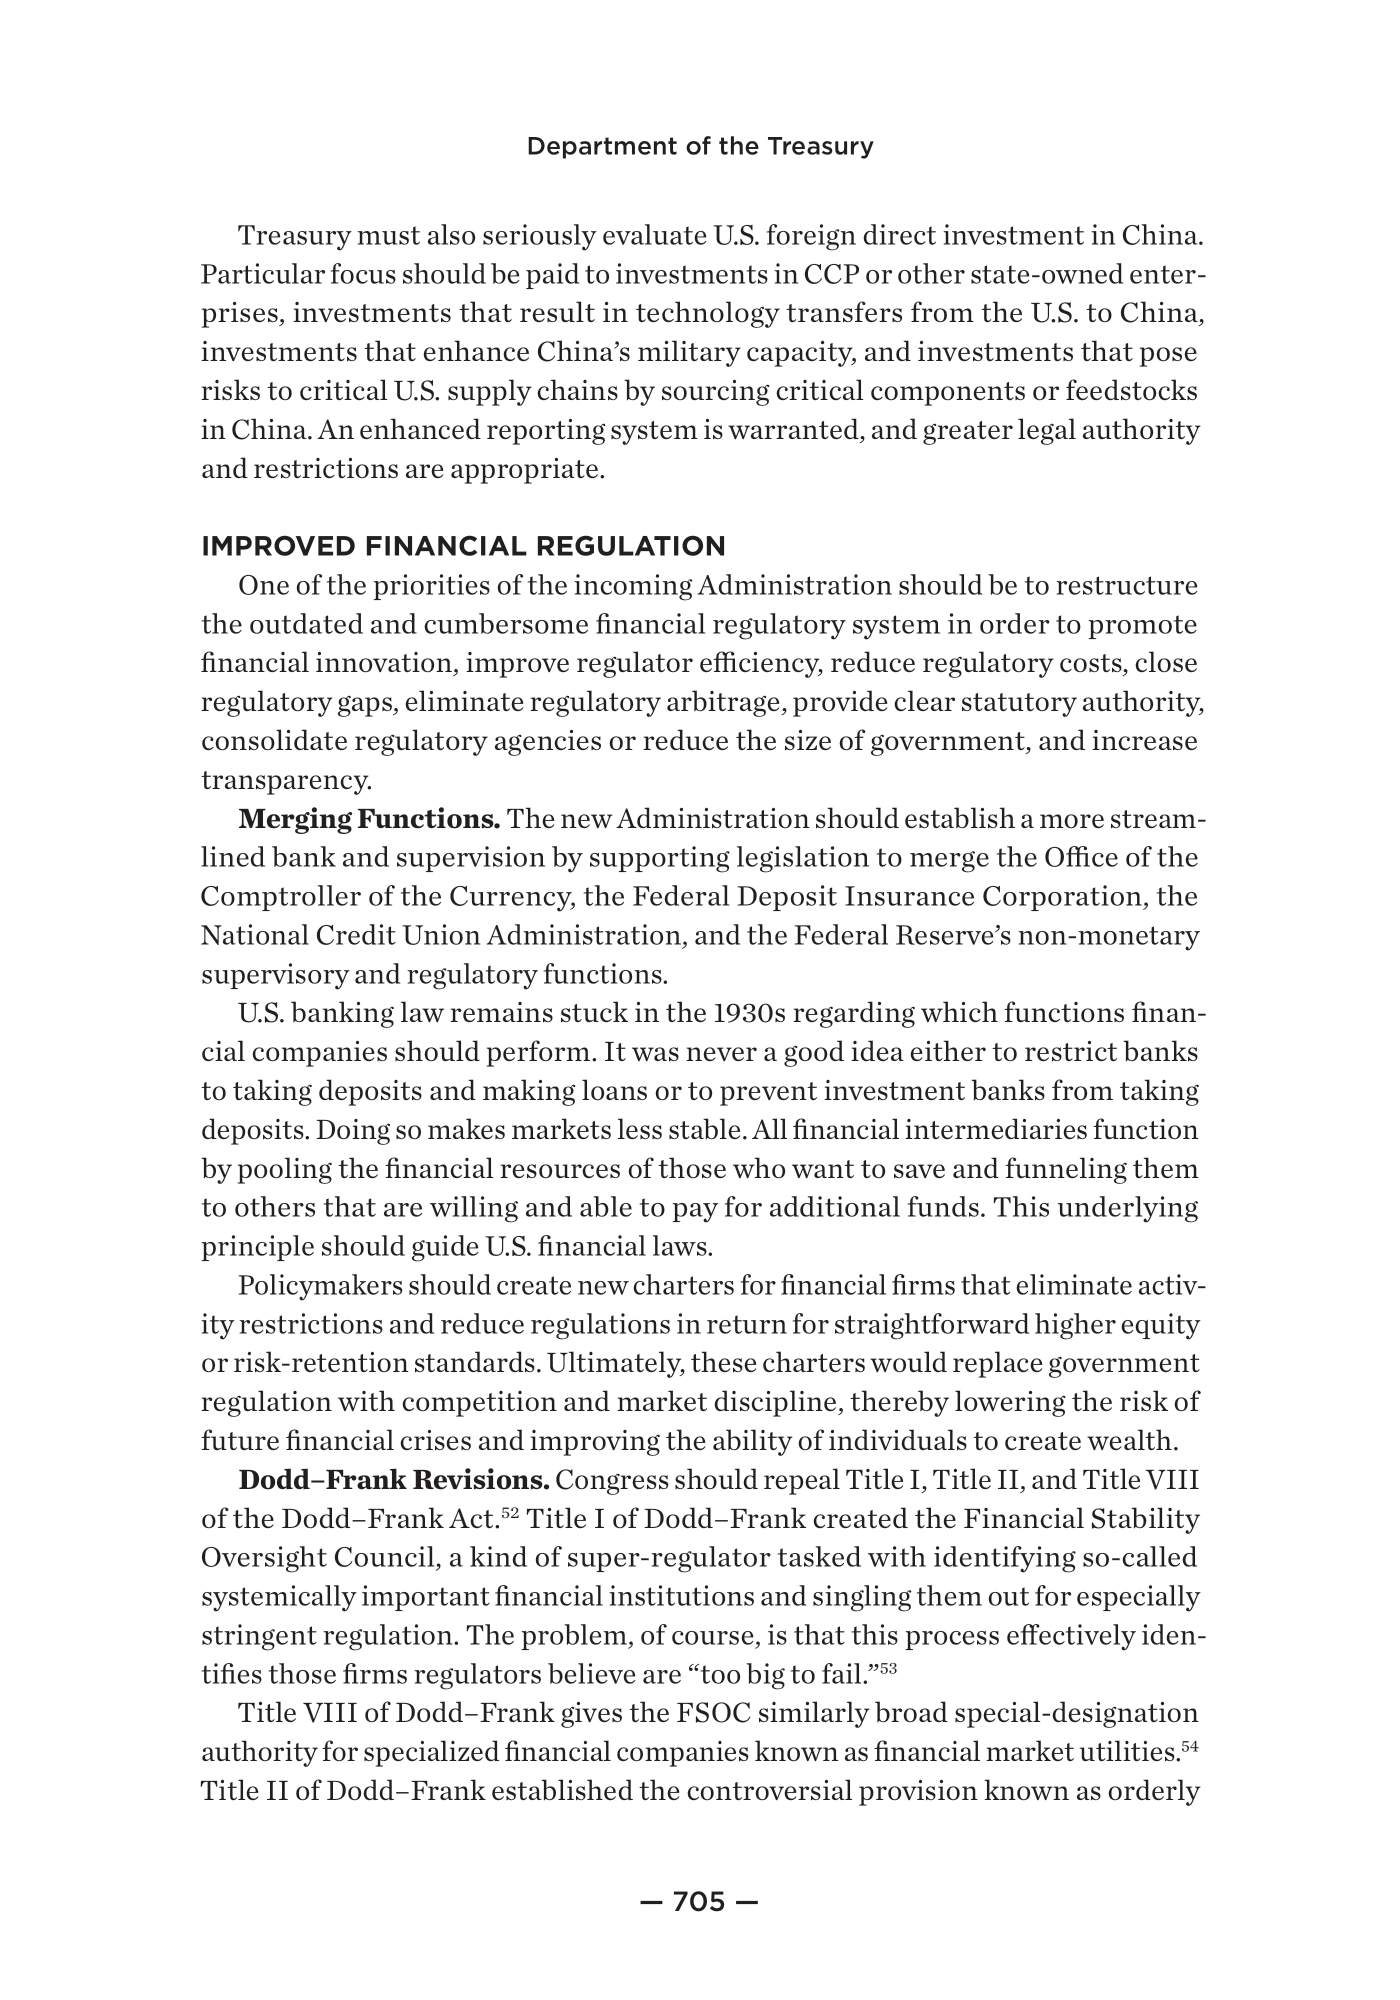 Department of the Treasury
Treasury must also seriously evaluate U.S. foreign direct investment in China.
Particular focus should be paid to investments in CCP or other state-owned enter-
prises, investments that result in technology transfers from the U.S. to China,
investments that enhance China’s military capacity, and investments that pose
risks to critical U.S. supply chains by sourcing critical components or feedstocks
in China. An enhanced reporting system is warranted, and greater legal authority
and restrictions are appropriate.
IMPROVED FINANCIAL REGULATION
One of the priorities of the incoming Administration should be to restructure
the outdated and cumbersome financial regulatory system in order to promote
financial innovation, improve regulator efficiency, reduce regulatory costs, close
regulatory gaps, eliminate regulatory arbitrage, provide clear statutory authority,
consolidate regulatory agencies or reduce the size of government, and increase
transparency.
Merging Functions. The new Administration should establish a more stream-
lined bank and supervision by supporting legislation to merge the Office of the
Comptroller of the Currency, the Federal Deposit Insurance Corporation, the
National Credit Union Administration, and the Federal Reserve’s non-monetary
supervisory and regulatory functions.
U.S. banking law remains stuck in the 1930s regarding which functions finan-
cial companies should perform. It was never a good idea either to restrict banks
to taking deposits and making loans or to prevent investment banks from taking
deposits. Doing so makes markets less stable. All financial intermediaries function
by pooling the financial resources of those who want to save and funneling them
to others that are willing and able to pay for additional funds. This underlying
principle should guide U.S. financial laws.
Policymakers should create new charters for financial firms that eliminate activ-
ity restrictions and reduce regulations in return for straightforward higher equity
or risk-retention standards. Ultimately, these charters would replace government
regulation with competition and market discipline, thereby lowering the risk of
future financial crises and improving the ability of individuals to create wealth.
Dodd–Frank Revisions. Congress should repeal Title I, Title II, and Title VIII
of the Dodd–Frank Act.52 Title I of Dodd–Frank created the Financial Stability
Oversight Council, a kind of super-regulator tasked with identifying so-called
systemically important financial institutions and singling them out for especially
stringent regulation. The problem, of course, is that this process effectively iden-
tifies those firms regulators believe are “too big to fail.”53
Title VIII of Dodd–Frank gives the FSOC similarly broad special-designation
authority for specialized financial companies known as financial market utilities.54
Title II of Dodd–Frank established the controversial provision known as orderly
— 705 —